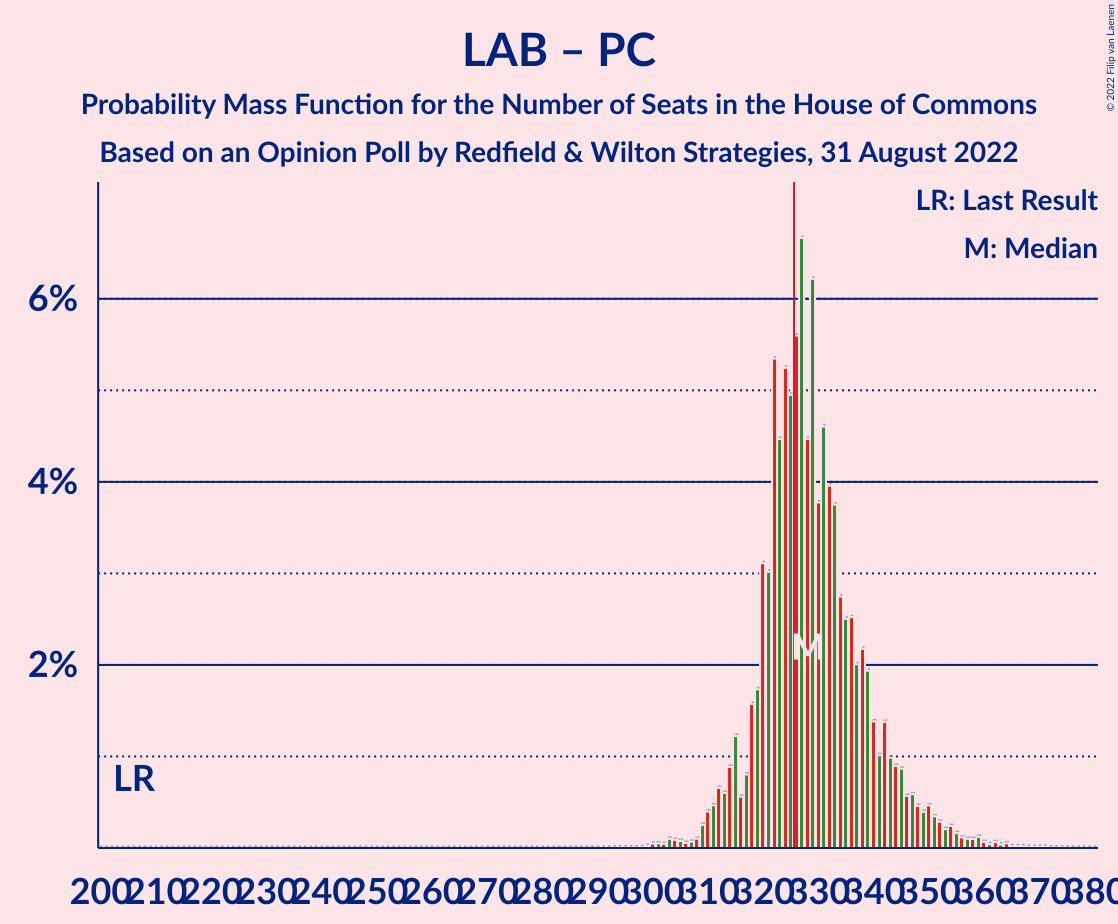 LAB – PC
Probability Mass Function for the Number of Seats in the House of Commons
Based on an Opinion Poll by Redfield & Wilton Strategies, 31 August 2022
© 2022 Filip van Laenen
LR: Last Result
M: Median
6%
4%
2%
M
LR
200 210 220 230 240 250 260 270 280 290 300 310 320 330 340 350 360 370 380